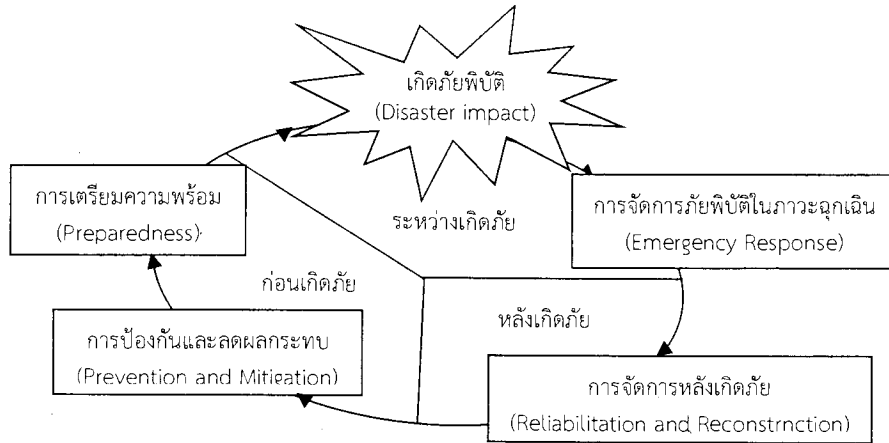 เกิดภัยพิบัติ
(Disaster impact)
การเตรียมความพร้อม
(Preparedness)
ระหว่างเกิดภัย
การจัดการภัยพิบัติในภาวะฉุกเฉิน
(Emergency Response)
ก่อนเกิดภัย
หลังเกิดภัย
การป้องกันและลดผลกระทบ
(Prevention and Mitigation)
การจัดการหลังเกิดภัย
(Reliabilitation and Reconstrnction)